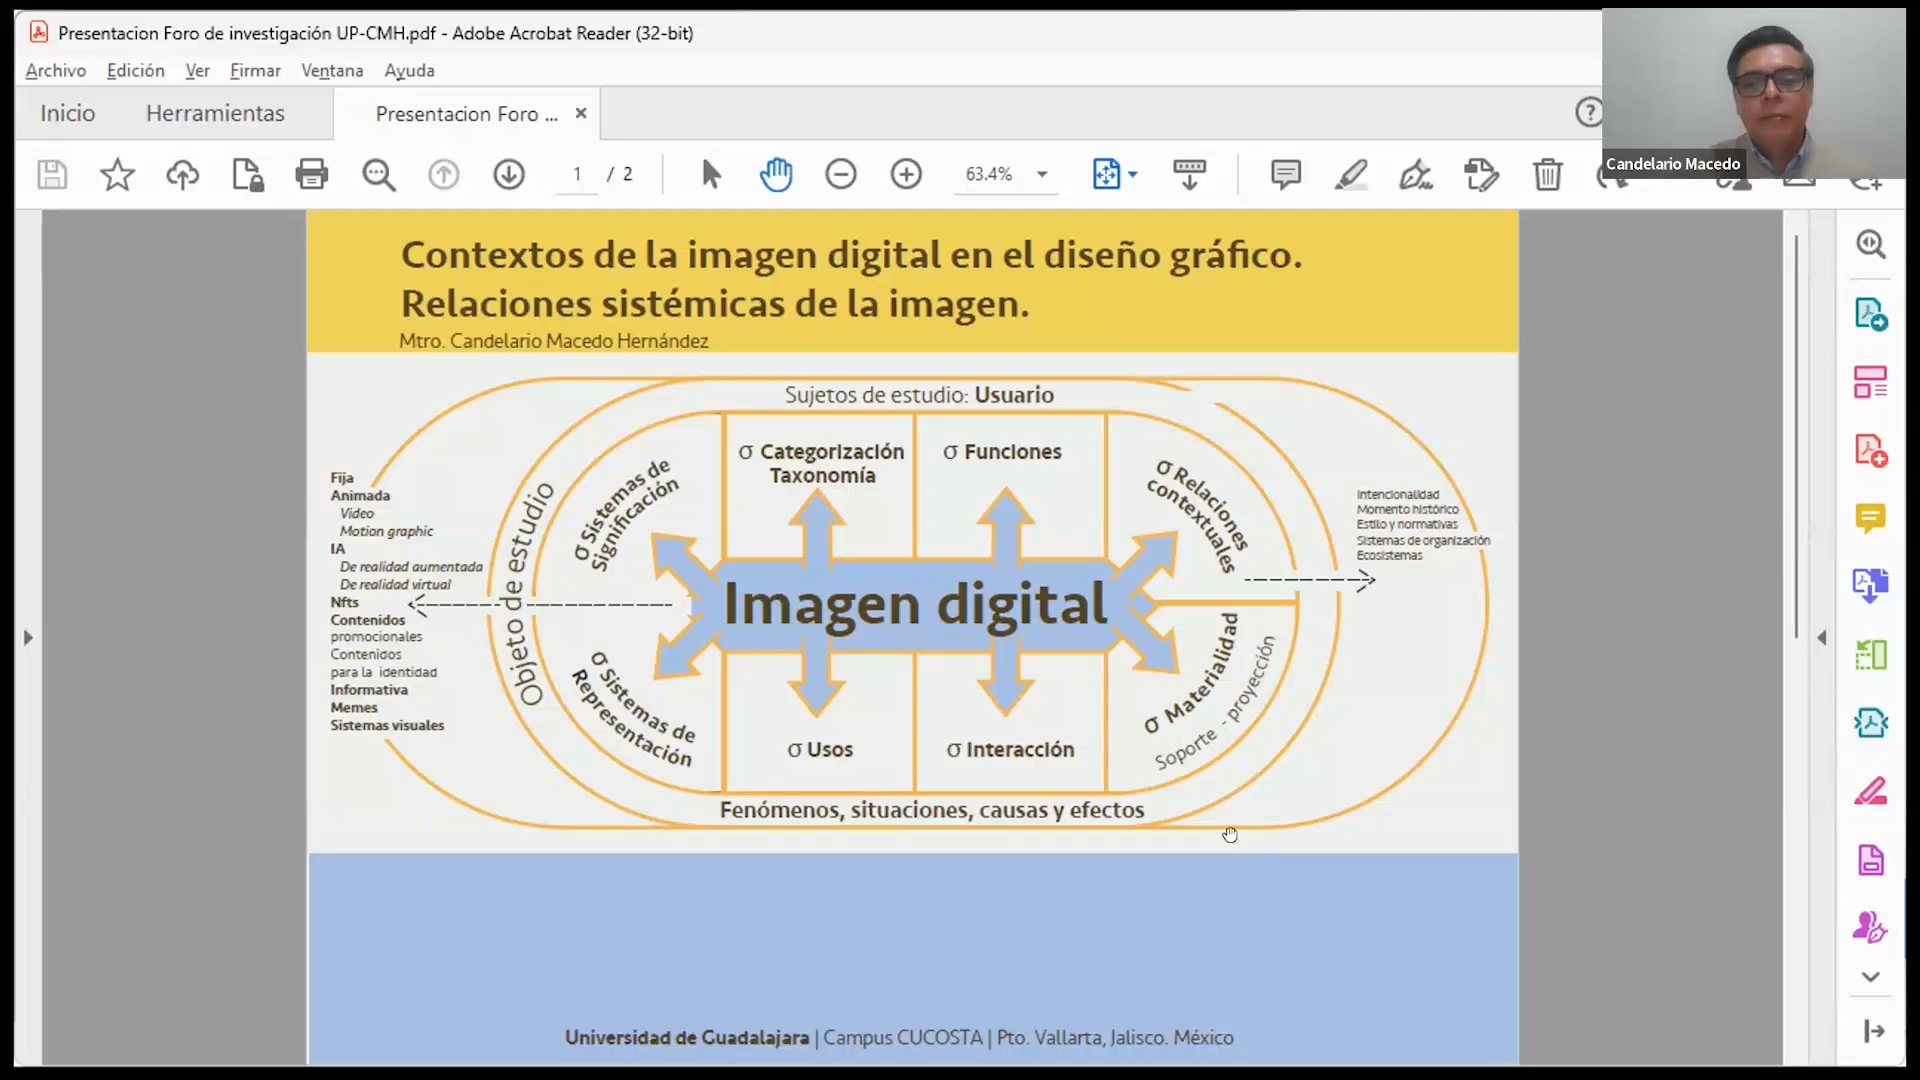 Presentacion Foro de investigación UP-CMH.pdf - Adobe Acrobat Reader (32-bit)
Archivo Edición Ver Firmar Ventana Ayuda
Inicio Herramientas Presentacion Foro ... ×
1 / 2 63.4%
Candelario Macedo
Contextos de la imagen digital en el diseño gráfico.
Relaciones sistémicas de la imagen.
Mtro. Candelario Macedo Hernández
Sujetos de estudio: Usuario
Fija
Animada
Video
Motion graphic
IA
De realidad aumentada
De realidad virtual
Nfts
Contenidos
promocionales
Contenidos
para la identidad
Informativa
Memes
Sistemas visuales
Objeto de estudio
σ Sistemas de
Significación
σ Categorización
Taxonomía
σ Funciones
σ Relaciones
contextuales
Intencionalidad
Momento histórico
Estilo y normativas
Sistemas de organización
Ecosistemas
Imagen digital
σ Sistemas de
Representación
σ Usos
σ Interacción
σ Materialidad
Soporte - proyección
Fenómenos, situaciones, causas y efectos
Universidad de Guadalajara | Campus CUCOSTA | Pto. Vallarta, Jalisco. México